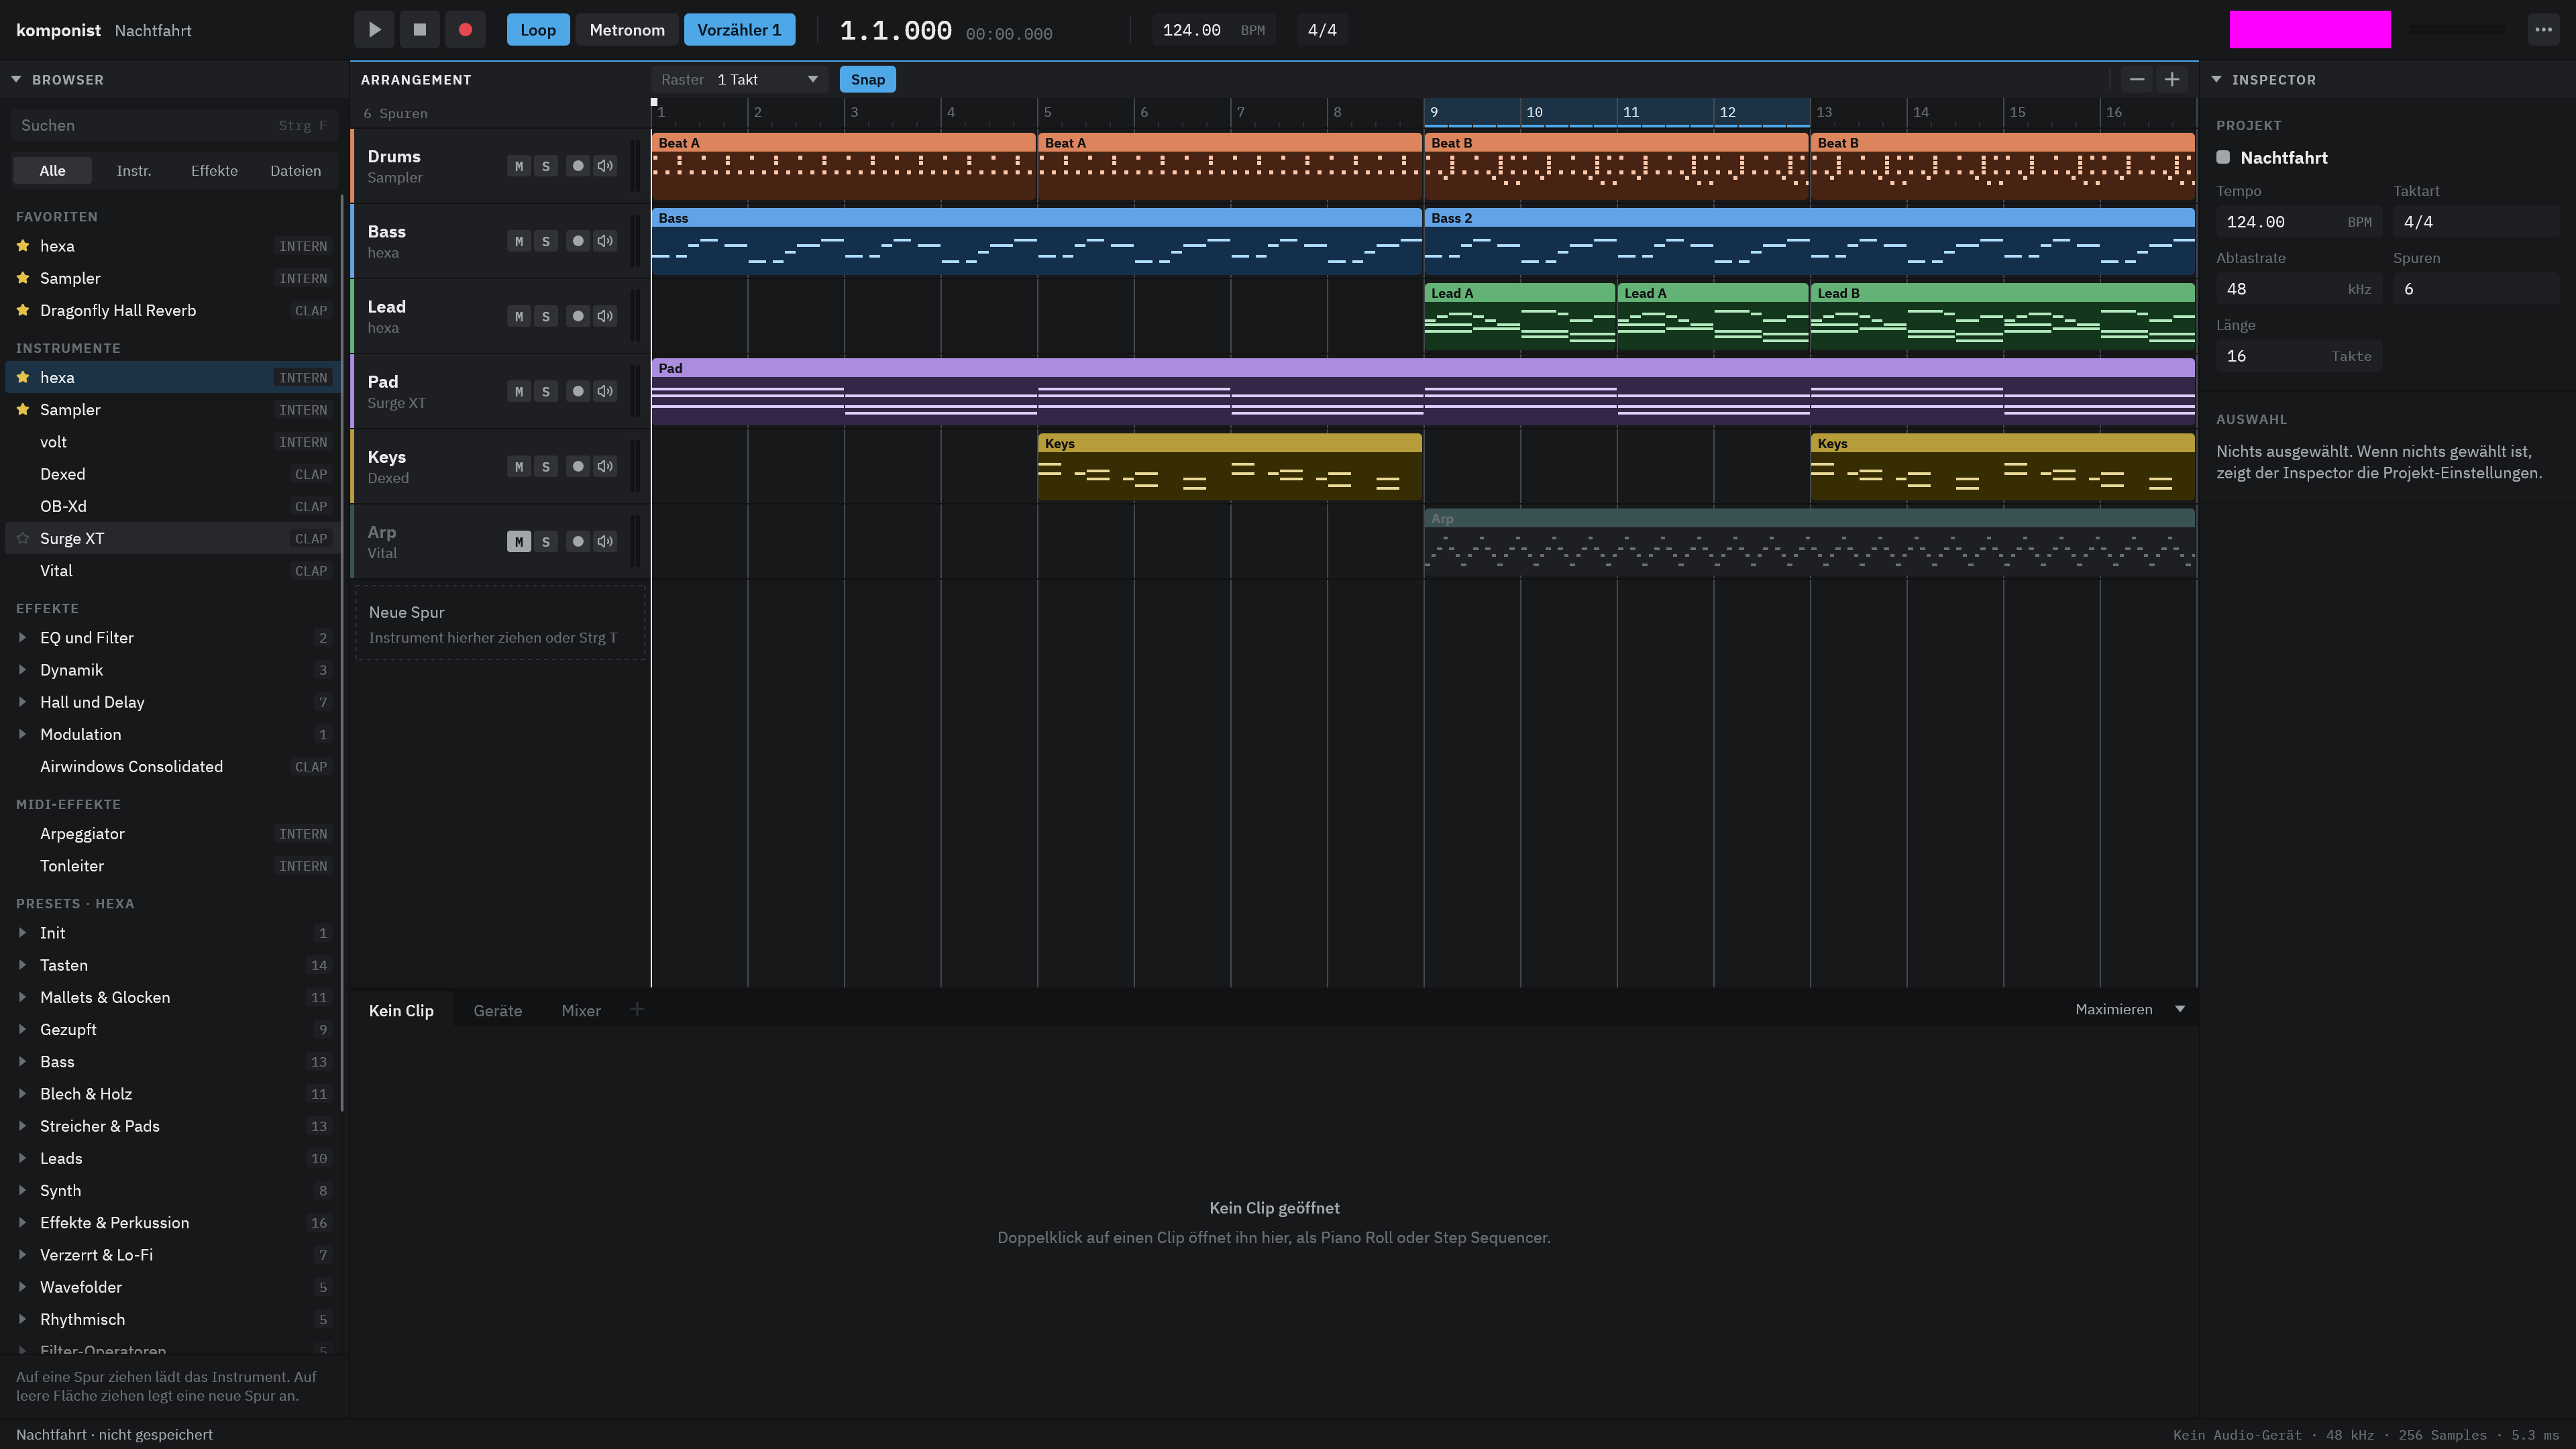 komponist Nachtfahrt
Loop Metronom Vorzähler 1
1.1.000 00:00.000
124.00 BPM 4/4
BROWSER
Suchen Strg F
Alle Instr. Effekte Dateien
FAVORITEN
hexa INTERN
Sampler INTERN
Dragonfly Hall Reverb CLAP
INSTRUMENTE
hexa INTERN
Sampler INTERN
volt INTERN
Dexed CLAP
OB-Xd CLAP
Surge XT CLAP
Vital CLAP
EFFEKTE
EQ und Filter 2
Dynamik 3
Hall und Delay 7
Modulation 1
Airwindows Consolidated CLAP
MIDI-EFFEKTE
Arpeggiator INTERN
Tonleiter INTERN
PRESETS · HEXA
Init 1
Tasten 14
Mallets & Glocken 11
Gezupft 9
Bass 13
Blech & Holz 11
Streicher & Pads 13
Leads 10
Synth 8
Effekte & Perkussion 16
Verzerrt & Lo-Fi 7
Wavefolder 5
Rhythmisch 5
Filter-Operatoren 5
Auf eine Spur ziehen lädt das Instrument. Auf
leere Fläche ziehen legt eine neue Spur an.
ARRANGEMENT
Raster 1 Takt Snap
6 Spuren
1 2 3 4 5 6 7 8 9 10 11 12 13 14 15 16
Drums M S
Sampler
Beat A Beat A Beat B Beat B
Bass M S
hexa
Bass Bass 2
Lead M S
hexa
Lead A Lead A Lead B
Pad M S
Surge XT
Pad
Keys M S
Dexed
Keys Keys
Arp M S
Vital
Arp
Neue Spur
Instrument hierher ziehen oder Strg T
Kein Clip Geräte Mixer Maximieren
Kein Clip geöffnet
Doppelklick auf einen Clip öffnet ihn hier, als Piano Roll oder Step Sequencer.
INSPECTOR
PROJEKT
Nachtfahrt
Tempo Taktart
124.00 BPM 4/4
Abtastrate Spuren
48 kHz 6
Länge
16 Takte
AUSWAHL
Nichts ausgewählt. Wenn nichts gewählt ist,
zeigt der Inspector die Projekt-Einstellungen.
Nachtfahrt · nicht gespeichert
Kein Audio-Gerät · 48 kHz · 256 Samples · 5.3 ms